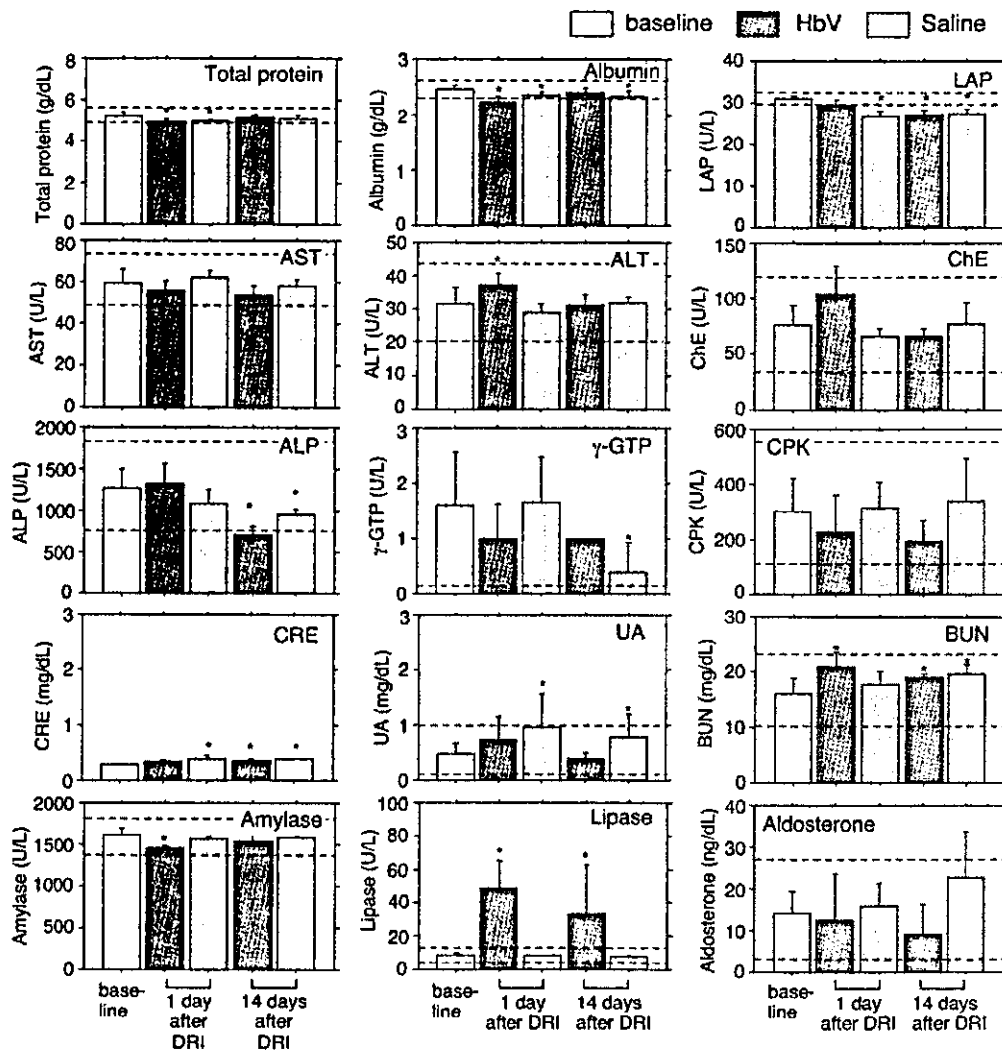 baseline HbV Saline
Total protein
Total protein (g/dL)
8
6
4
2
0
Albumin
Albumin (g/dL)
3
2
1
0
LAP
LAP (U/L)
40
30
20
10
0
AST
AST (U/L)
80
60
40
20
0
ALT
ALT (U/L)
50
40
30
20
10
0
ChE
ChE (U/L)
150
100
50
0
ALP
ALP (U/L)
2000
1500
1000
500
0
γ-GTP
γ-GTP (U/L)
3
2
1
0
CPK
CPK (U/L)
600
400
200
0
CRE
CRE (mg/dL)
3
2
1
0
UA
UA (mg/dL)
3
2
1
0
BUN
BUN (mg/dL)
30
20
10
0
Amylase
Amylase (U/L)
2000
1500
1000
500
0
Lipase
Lipase (U/L)
100
80
60
40
20
0
Aldosterone
Aldosterone (ng/dL)
40
30
20
10
0
base-
line
1 day
after
DRI
14 days
after
DRI
base-
line
1 day
after DRI
14 days
after DRI
baseline
1 day
after DRI
14 days
after DRI